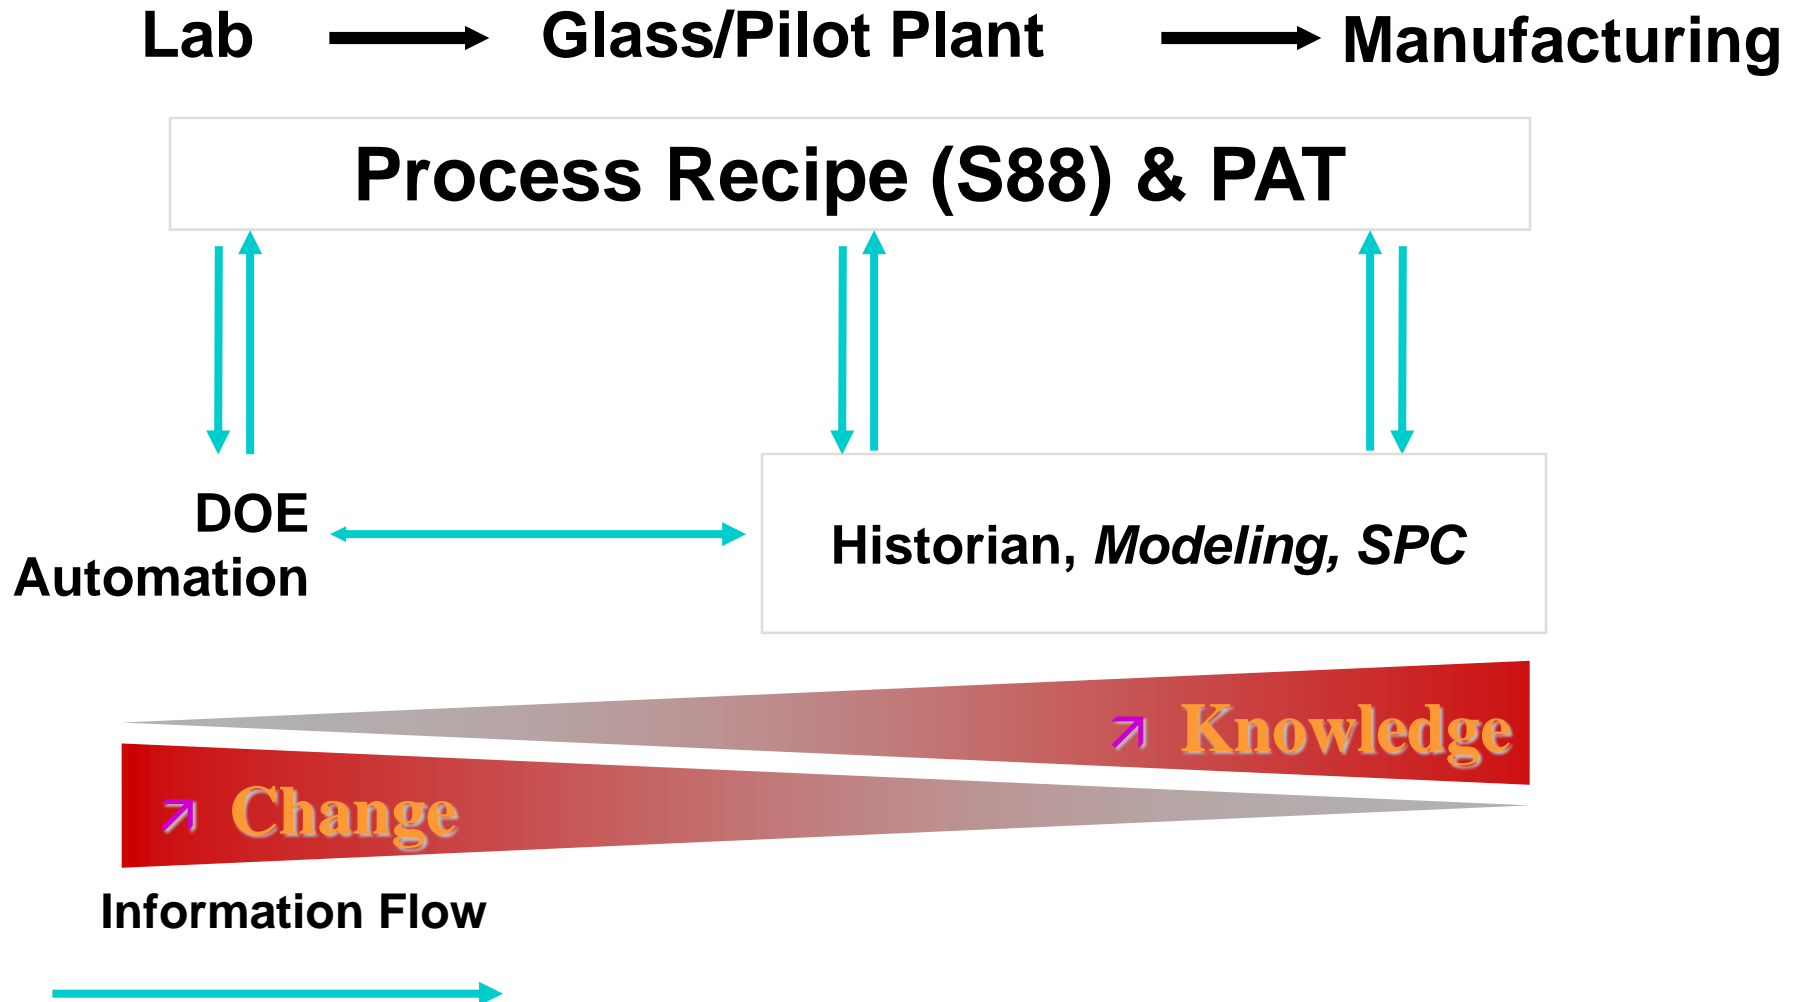 Lab Glass/Pilot Plant Manufacturing
Process Recipe (S88) & PAT
DOE
Automation
Historian, Modeling, SPC
Knowledge
Change
Information Flow